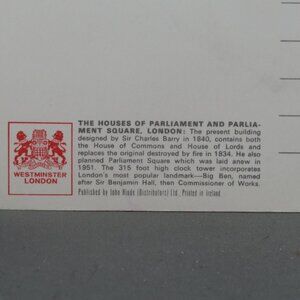 THE HOUSES OF PARLIAMENT AND PARLIA-
MENT SQUARE, LONDON: The present building
designed by Sir Charles Barry in 1840, contains both
the House of Commons and House of Lords and
replaces the original destroyed by fire in 1834. He also
planned Parliament Square which was laid anew in
1951. The 315 foot high clock tower incorporates
London's most popular landmark—Big Ben, named
after Sir Benjamin Hall, then Commissioner of Works.
Published by John Hinde (Distributors) Ltd., Printed in Ireland.
WESTMINSTER
LONDON